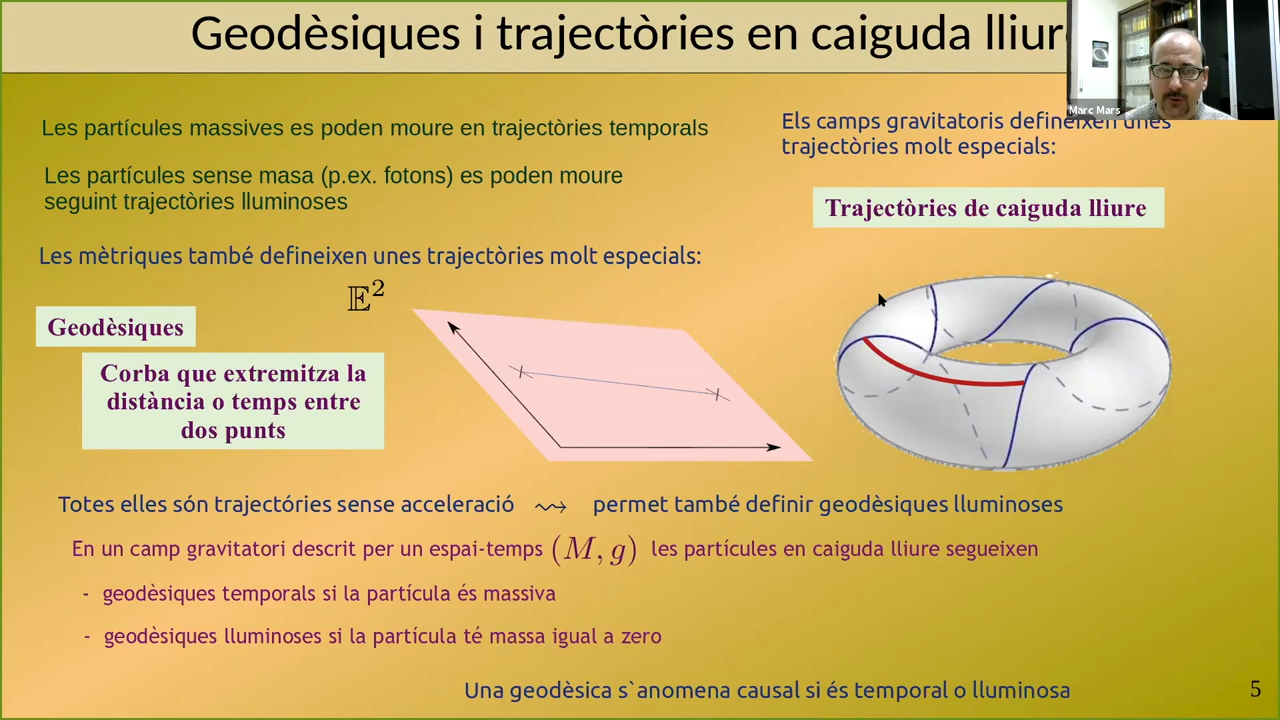 Geodèsiques i trajectòries en caiguda lliur
Marc Mars
Les partícules massives es poden moure en trajectòries temporals
Les partícules sense masa (p.ex. fotons) es poden moure
seguint trajectòries lluminoses
Els camps gravitatoris defineixen unes
trajectòries molt especials:
Trajectòries de caiguda lliure
Les mètriques també defineixen unes trajectòries molt especials:
𝔼²
Geodèsiques
Corba que extremitza la
distància o temps entre
dos punts
Totes elles són trajectóries sense acceleració ⇝ permet també definir geodèsiques lluminoses
En un camp gravitatori descrit per un espai-temps (M, g) les partícules en caiguda lliure segueixen
- geodèsiques temporals si la partícula és massiva
- geodèsiques lluminoses si la partícula té massa igual a zero
Una geodèsica s`anomena causal si és temporal o lluminosa
5